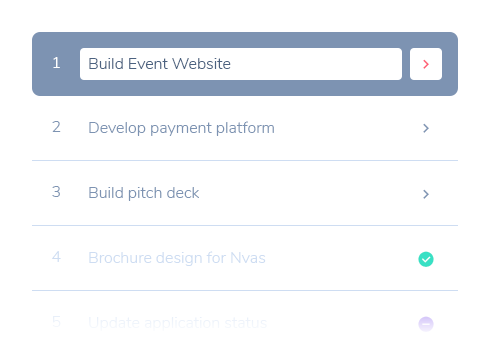 1 Build Event Website
2 Develop payment platform
3 Build pitch deck
4 Brochure design for Nvas
5 Update application status